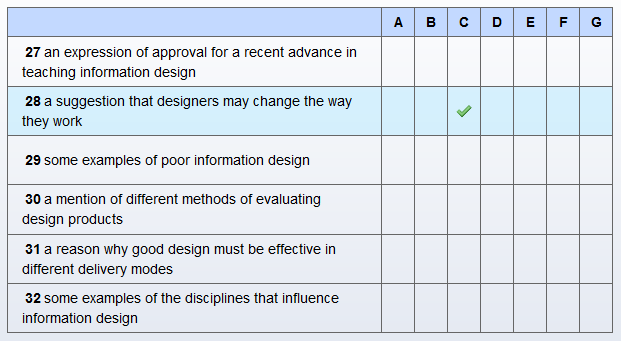 A B C D E F G
27 an expression of approval for a recent advance in
teaching information design
28 a suggestion that designers may change the way
they work
29 some examples of poor information design
30 a mention of different methods of evaluating
design products
31 a reason why good design must be effective in
different delivery modes
32 some examples of the disciplines that influence
information design